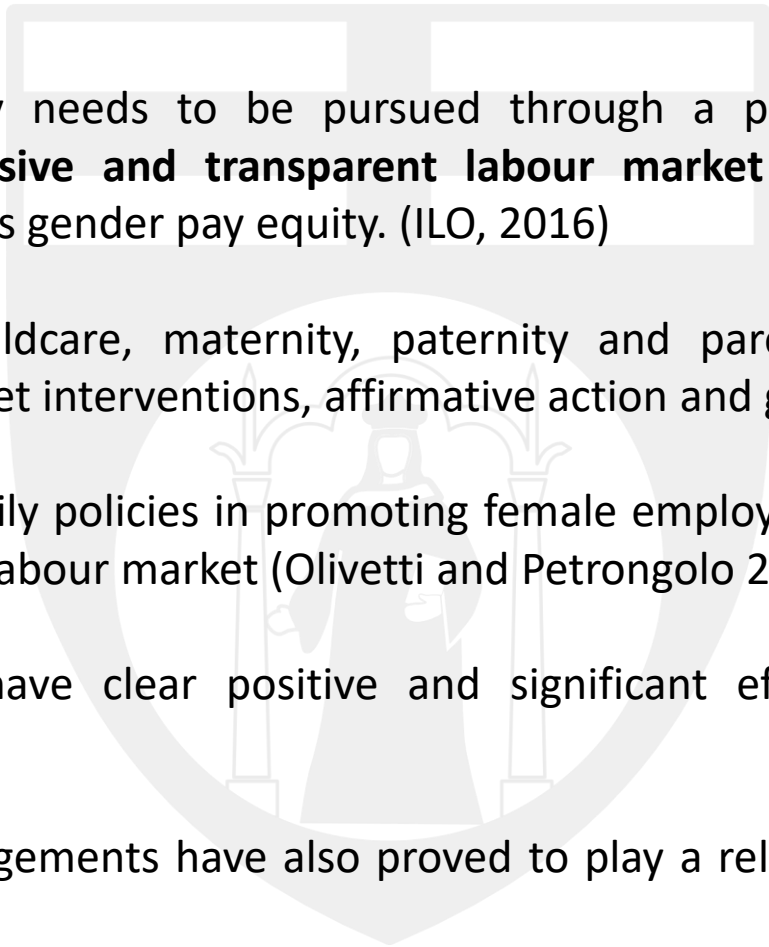 y needs to be pursued through a p
sive and transparent labour market
s gender pay equity. (ILO, 2016)
ldcare, maternity, paternity and par
et interventions, affirmative action and g
ily policies in promoting female employ
labour market (Olivetti and Petrongolo 2
have clear positive and significant ef
gements have also proved to play a rel